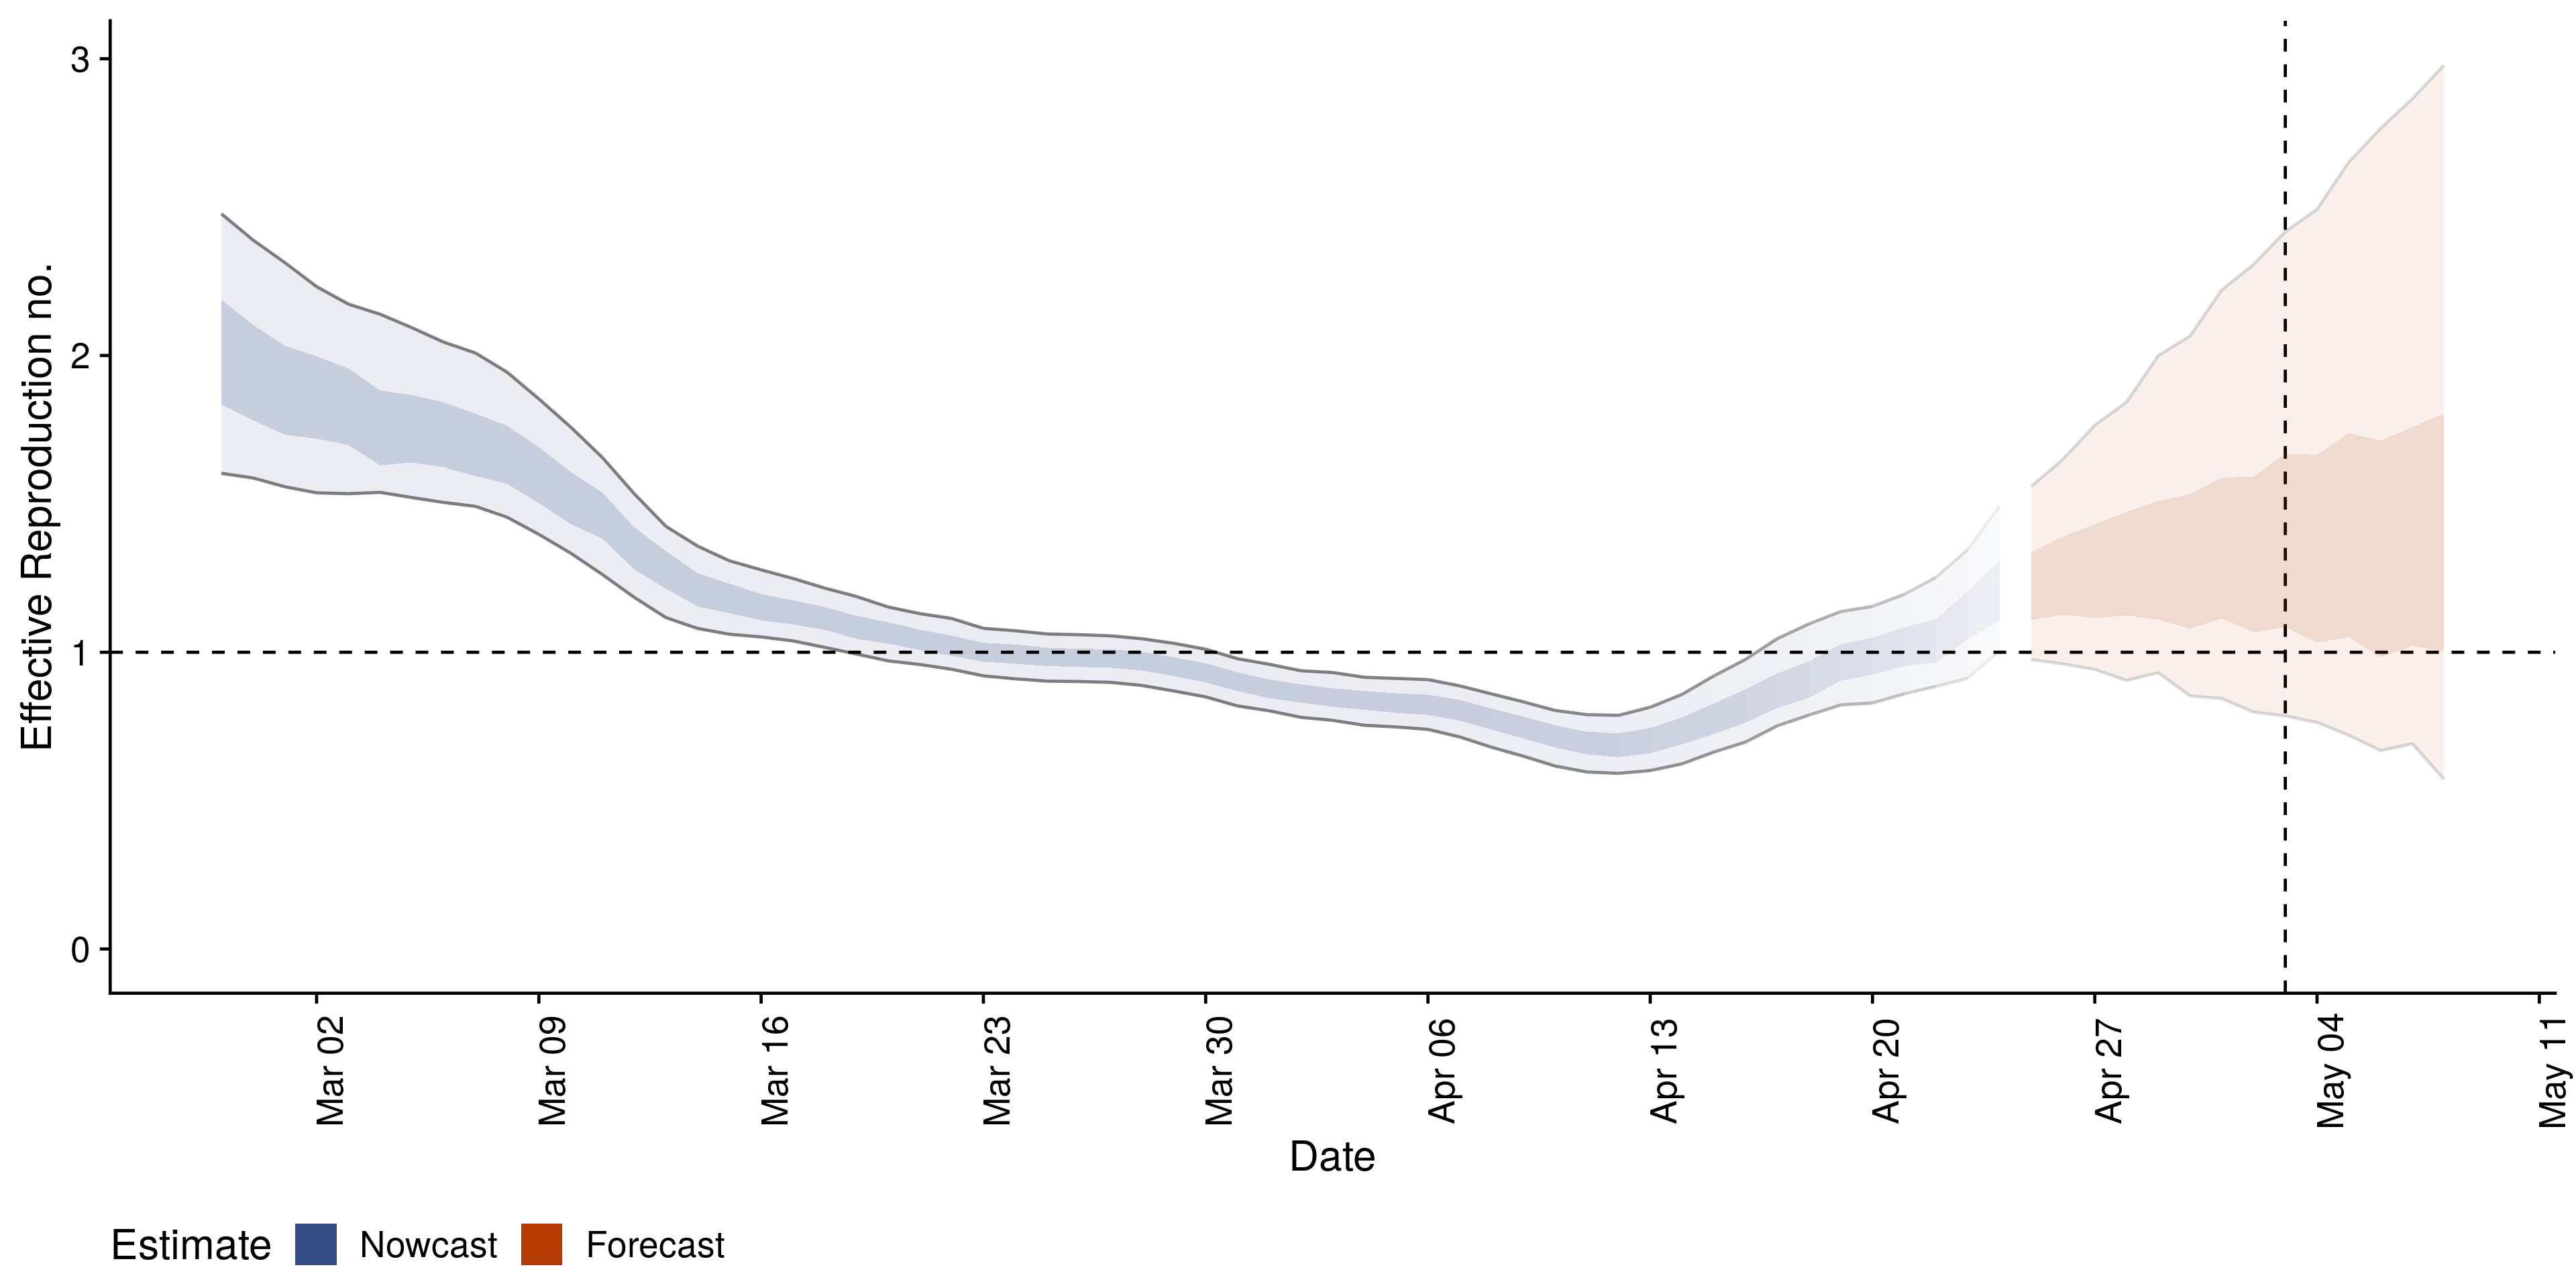 Effective Reproduction no.
3
2
1
0
Mar 02
Mar 09
Mar 16
Mar 23
Mar 30
Apr 06
Apr 13
Apr 20
Apr 27
May 04
May 11
Date
Estimate Nowcast Forecast